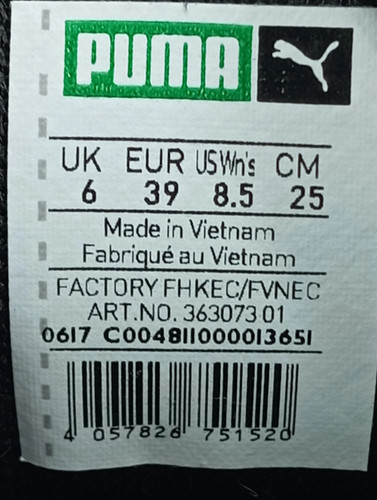 PUMA
UK EUR US Wn's CM
6 39 8.5 25
Made in Vietnam
Fabriqué au Vietnam
FACTORY FHKEC/FVNEC
ART.NO. 363073 01
0617 C004811000013651
4 057826 751520